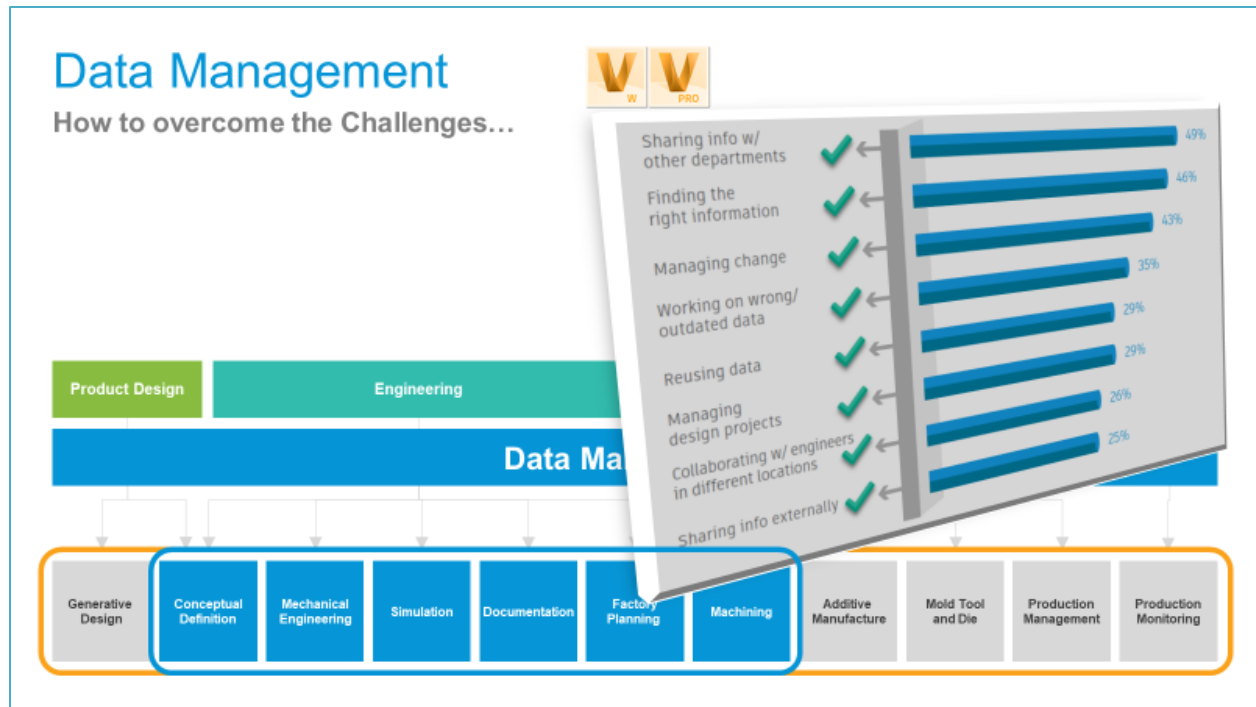 Data Management
How to overcome the Challenges...
V
W
V
PRO
Sharing info w/
other departments
49%
Finding the
right information
46%
Managing change
43%
Working on wrong/
outdated data
35%
Reusing data
29%
Managing
design projects
29%
Collaborating w/ engineers
in different locations
26%
Sharing info externally
25%
Product Design
Engineering
Data Ma
Generative
Design
Conceptual
Definition
Mechanical
Engineering
Simulation
Documentation
Factory
Planning
Machining
Additive
Manufacture
Mold Tool
and Die
Production
Management
Production
Monitoring